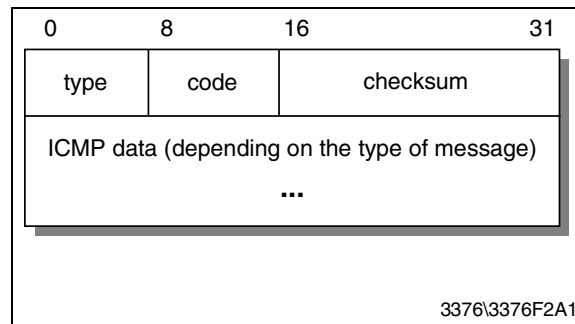 0 8 16 31
type code checksum
ICMP data (depending on the type of message)
...
3376\3376F2A1